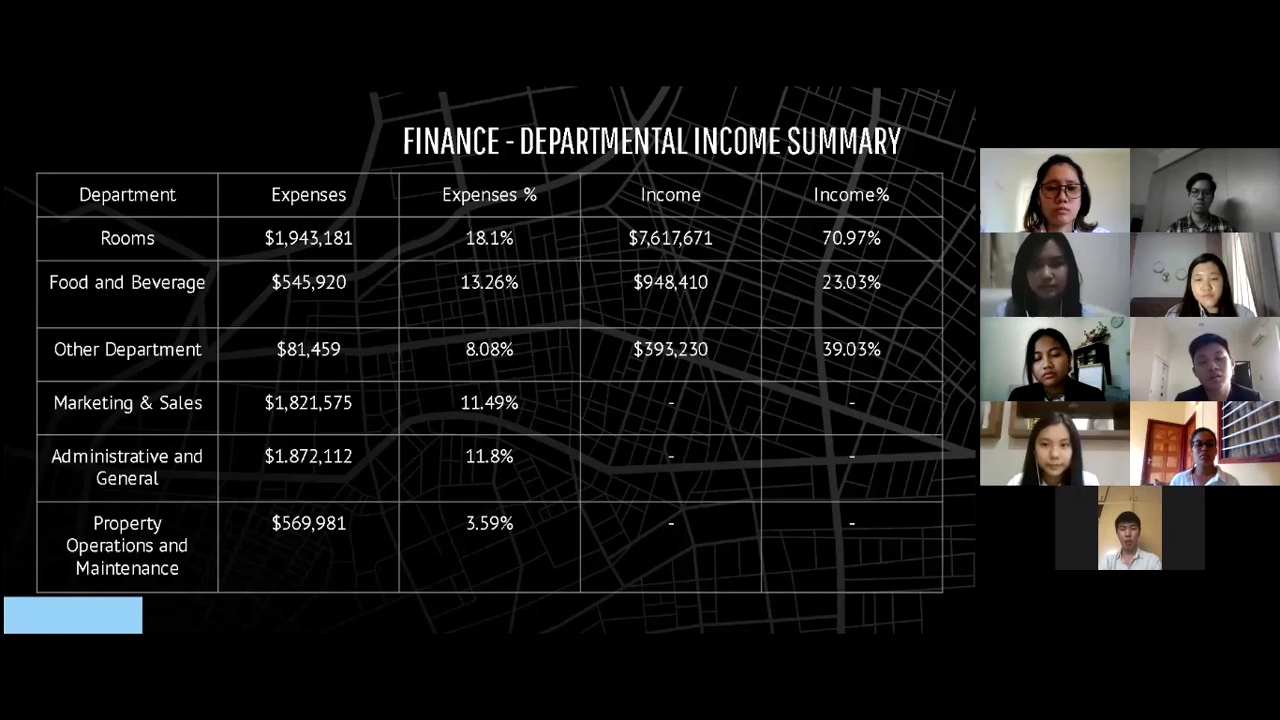 FINANCE - DEPARTMENTAL INCOME SUMMARY
Department Expenses Expenses % Income Income%
Rooms $1,943,181 18.1% $7,617,671 70.97%
Food and Beverage $545,920 13.26% $948,410 23.03%
Other Department $81,459 8.08% $393,230 39.03%
Marketing & Sales $1,821,575 11.49% - -
Administrative and $1.872,112 11.8% - -
General
Property $569,981 3.59% - -
Operations and
Maintenance